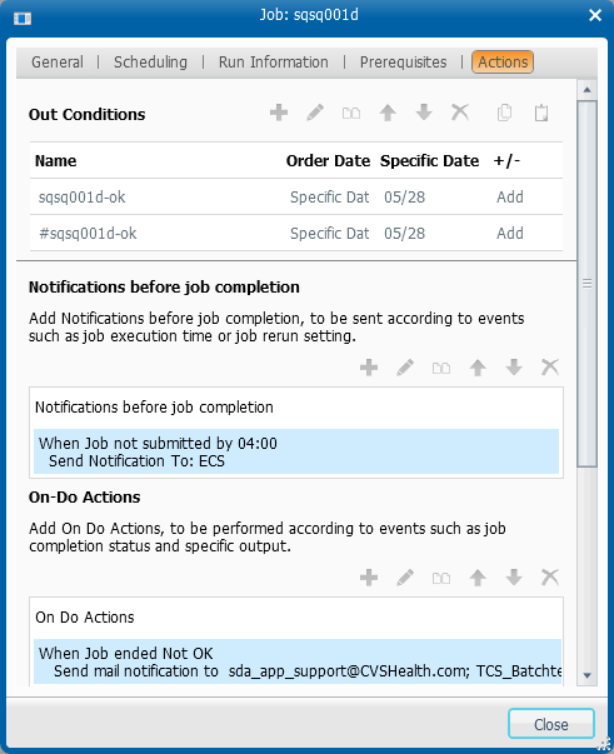 Job: sqsq001d
General | Scheduling | Run Information | Prerequisites | Actions
Out Conditions
Name Order Date Specific Date +/-
sqsq001d-ok Specific Dat 05/28 Add
#sqsq001d-ok Specific Dat 05/28 Add
Notifications before job completion
Add Notifications before job completion, to be sent according to events
such as job execution time or job rerun setting.
Notifications before job completion
When Job not submitted by 04:00
Send Notification To: ECS
On-Do Actions
Add On Do Actions, to be performed according to events such as job
completion status and specific output.
On Do Actions
When Job ended Not OK
Send mail notification to sda_app_support@CVSHealth.com; TCS_Batchte
Close